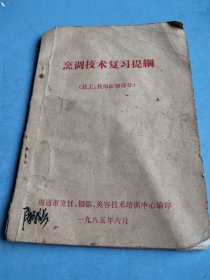 烹调技术复习提綱
（技工、技师应知部分）
南通市烹饪、摄影、美容技术培训中心编印
一九八五年六月